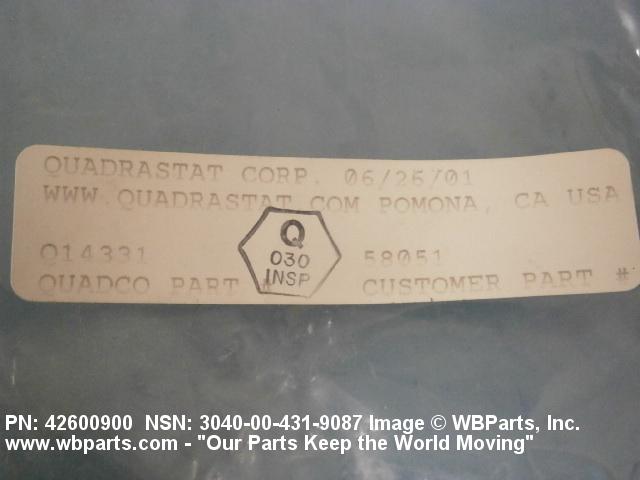 QUADRASTAT CORP. 06/26/01
WWW.QUADRASTAT.COM POMONA, CA USA
Q14331 58051
QUADCO PART # CUSTOMER PART #
Q
030
INSP
PN: 42600900 NSN: 3040-00-431-9087 Image © WBParts, Inc.
www.wbparts.com - "Our Parts Keep the World Moving"